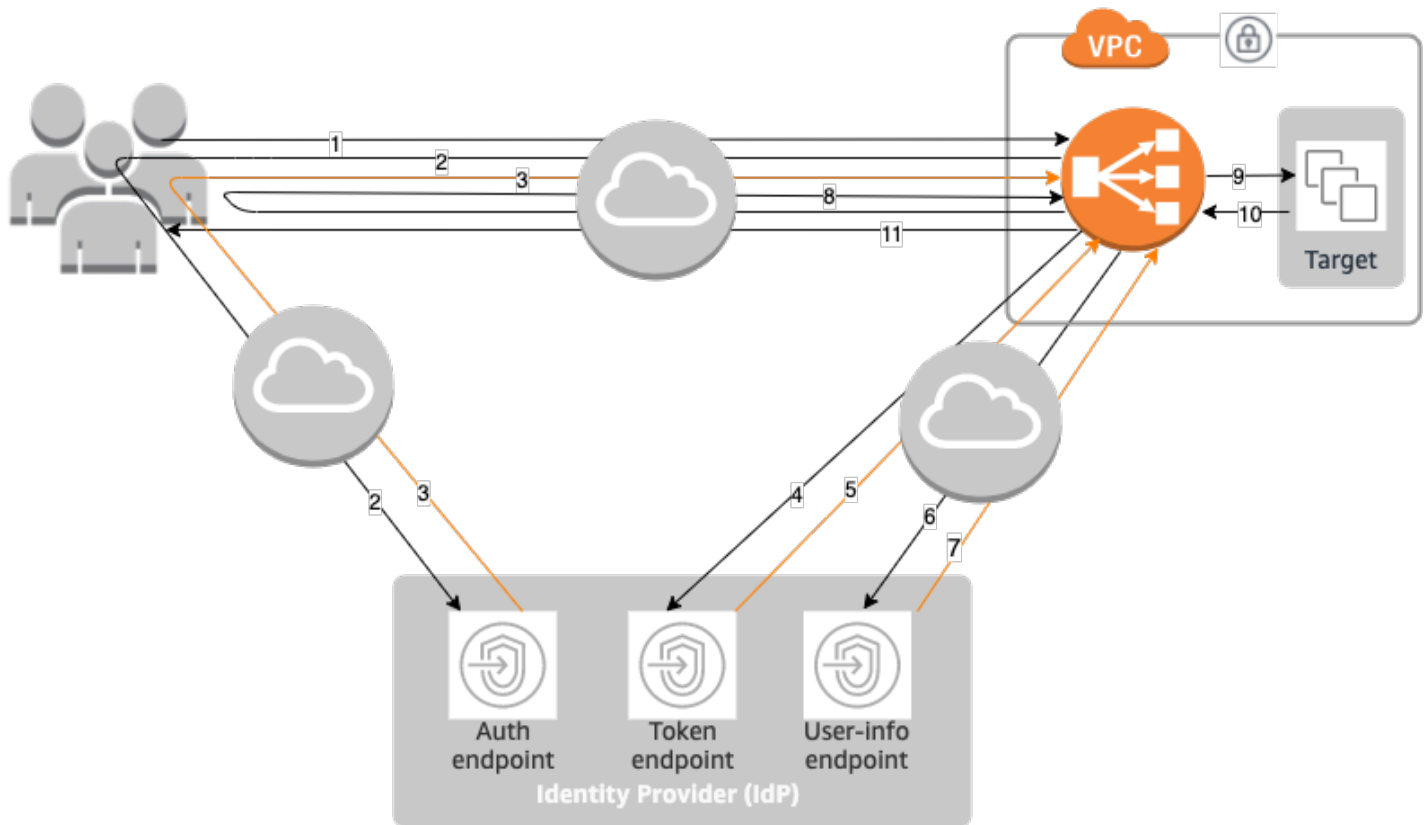 VPC
1
2
3
8
9
10
11
Target
2
3
4
5
6
7
Auth
endpoint
Token
endpoint
User-info
endpoint
Identity Provider (IdP)